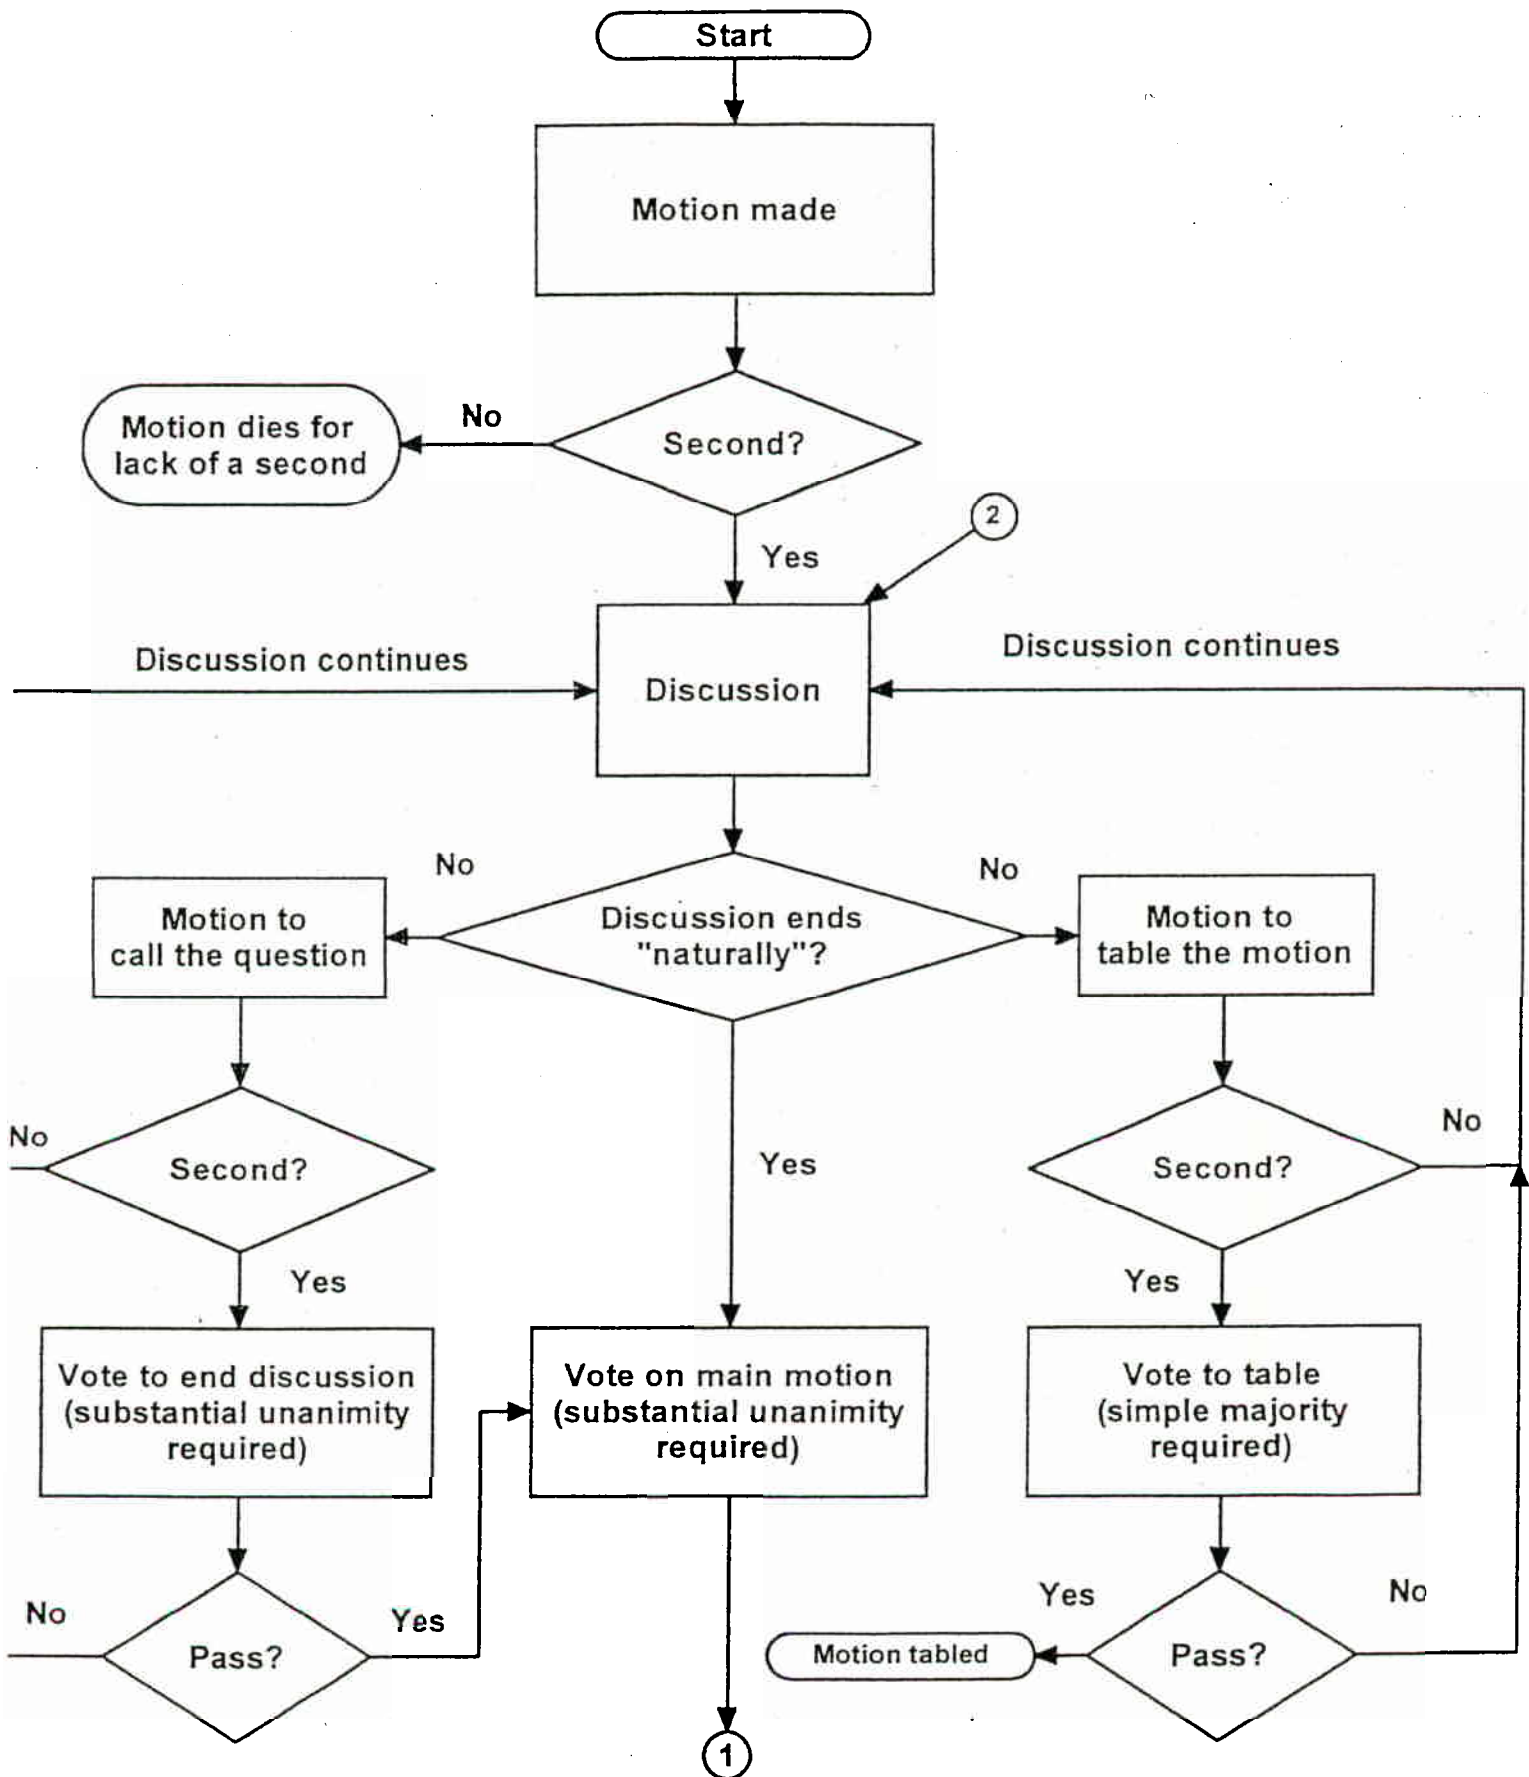 Start
Motion made
No
Motion dies for
lack of a second
Second?
2
Yes
Discussion continues
Discussion continues
Discussion
No
No
Motion to
call the question
Discussion ends
"naturally"?
Motion to
table the motion
No
Second?
Yes
Second?
No
Yes
Yes
Vote to end discussion
(substantial unanimity
required)
Vote on main motion
(substantial unanimity
required)
Vote to table
(simple majority
required)
No
Pass?
Yes
Yes
Motion tabled
Pass?
No
1